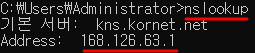 C:\Users\Administrator>nslookup
기본 서버:  kns.kornet.net
Address:  168.126.63.1